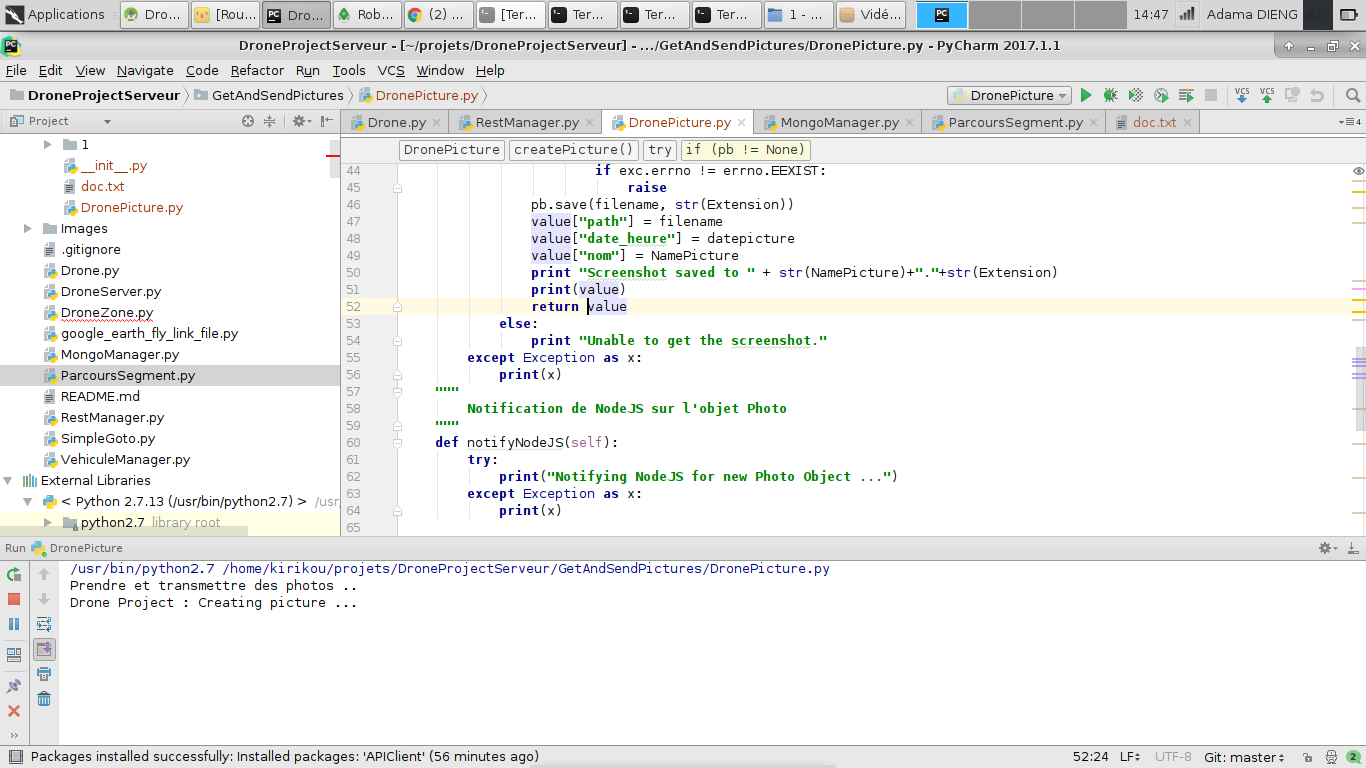 Applications
Dro...
[Rou...
Dro...
Rob...
(2) ...
[Ter...
Ter...
Ter...
Ter...
1 - ...
Vidé...
14:47
Adama DIENG
DroneProjectServeur - [~/projets/DroneProjectServeur] - .../GetAndSendPictures/DronePicture.py - PyCharm 2017.1.1
File Edit View Navigate Code Refactor Run Tools VCS Window Help
DroneProjectServeur GetAndSendPictures DronePicture.py
DronePicture
VCS VCS
Project
Drone.py RestManager.py DronePicture.py MongoManager.py ParcoursSegment.py doc.txt
4
DronePicture createPicture() try if (pb != None)
1
__init__.py
doc.txt
DronePicture.py
Images
.gitignore
Drone.py
DroneServer.py
DroneZone.py
google_earth_fly_link_file.py
MongoManager.py
ParcoursSegment.py
README.md
RestManager.py
SimpleGoto.py
VehiculeManager.py
External Libraries
< Python 2.7.13 (/usr/bin/python2.7) > /usr
python2.7 library root
44 if exc.errno != errno.EEXIST:
45 raise
46 pb.save(filename, str(Extension))
47 value["path"] = filename
48 value["date_heure"] = datepicture
49 value["nom"] = NamePicture
50 print "Screenshot saved to " + str(NamePicture)+"."+str(Extension)
51 print(value)
52 return value
53 else:
54 print "Unable to get the screenshot."
55 except Exception as x:
56 print(x)
57 """
58 Notification de NodeJS sur l'objet Photo
59 """
60 def notifyNodeJS(self):
61 try:
62 print("Notifying NodeJS for new Photo Object ...")
63 except Exception as x:
64 print(x)
65
Run DronePicture
/usr/bin/python2.7 /home/kirikou/projets/DroneProjectServeur/GetAndSendPictures/DronePicture.py
Prendre et transmettre des photos ..
Drone Project : Creating picture ...
Packages installed successfully: Installed packages: 'APIClient' (56 minutes ago)
52:24 LF UTF-8 Git: master 2